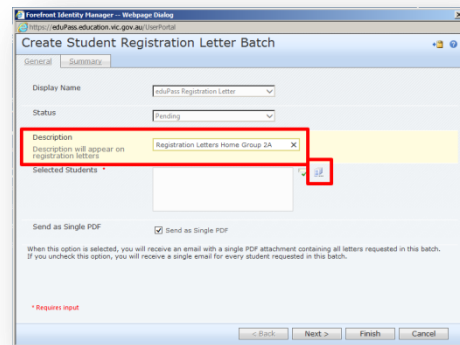 Forefront Identity Manager -- Webpage Dialog
https://eduPass.education.vic.gov.au/UserPortal
Create Student Registration Letter Batch
General Summary
Display Name eduPass Registration Letter
Status Pending
Description
Description will appear on
registration letters
Registration Letters Home Group 2A X
Selected Students *
Send as Single PDF Send as Single PDF
When this option is selected, you will receive an email with a single PDF attachment containing all letters requested in this batch.
If you uncheck this option, you will receive a single email for every student requested in this batch.
* Requires input
< Back Next > Finish Cancel